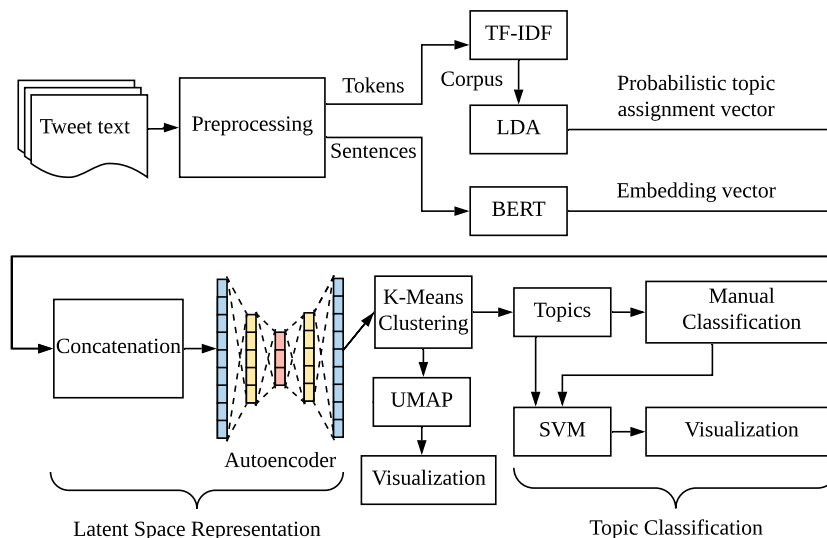 TF-IDF
Tokens
Corpus
Probabilistic topic
assignment vector
Tweet text
Preprocessing
LDA
Sentences
Embedding vector
BERT
K-Means
Clustering
Topics
Manual
Classification
Concatenation
UMAP
SVM
Visualization
Autoencoder
Visualization
Latent Space Representation
Topic Classification